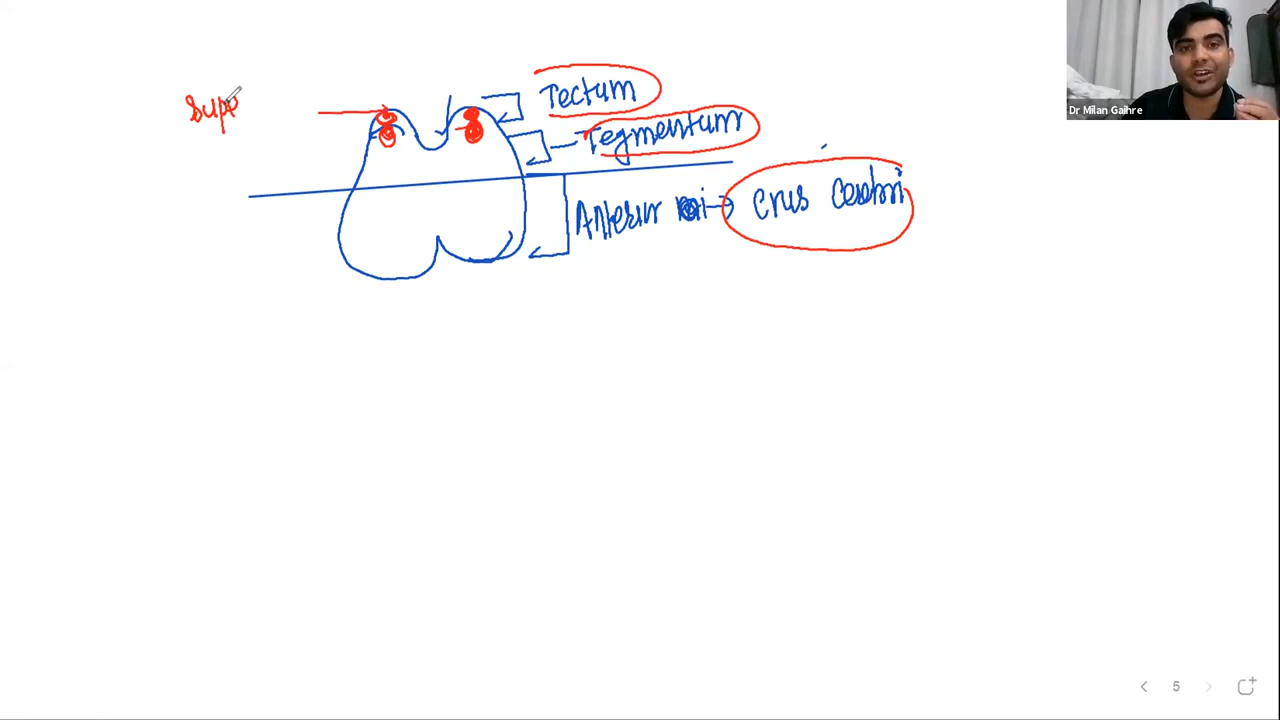 Supe
Tectum
Tegmentum
Anterior
Crus Cerebri
Dr Milan Gaihre
5